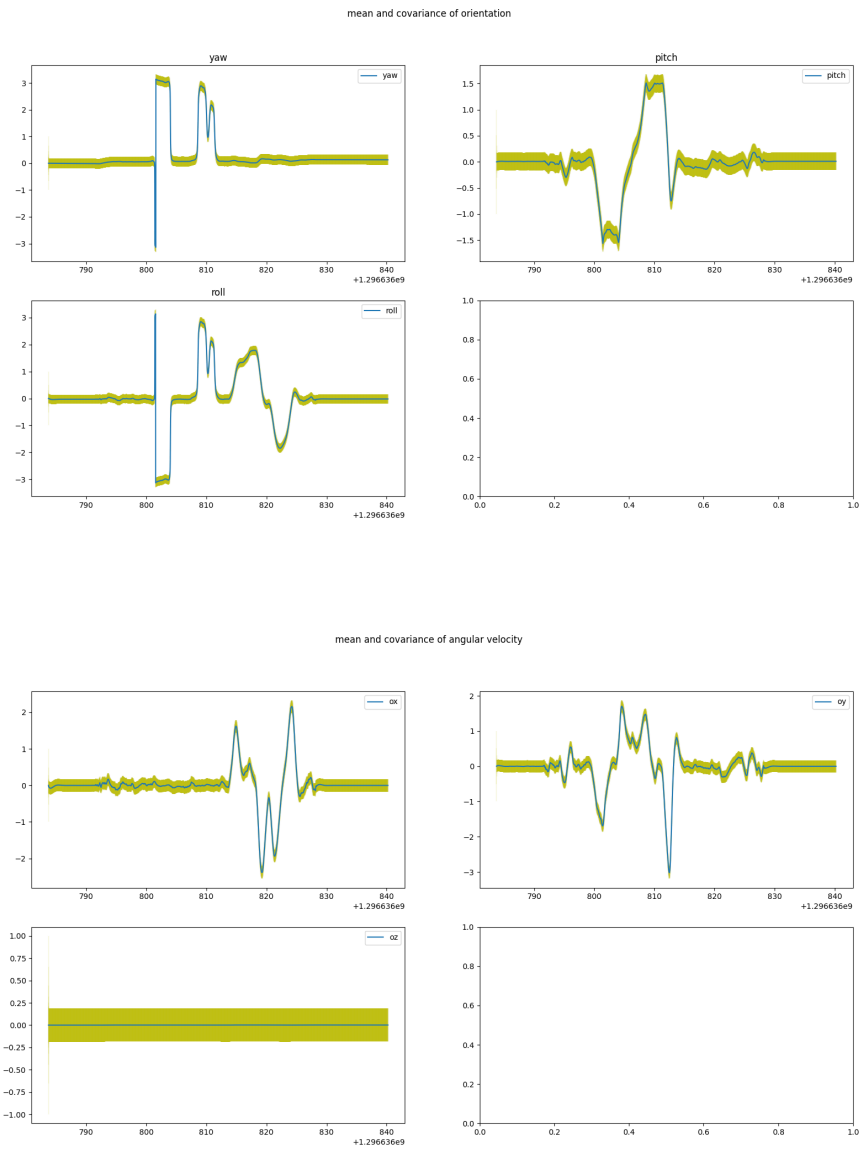 mean and covariance of orientation
yaw
yaw
3
2
1
0
−1
−2
−3
790 800 810 820 830 840
+1.296636e9
pitch
pitch
1.5
1.0
0.5
0.0
−0.5
−1.0
−1.5
790 800 810 820 830 840
+1.296636e9
roll
roll
3
2
1
0
−1
−2
−3
790 800 810 820 830 840
+1.296636e9
1.0
0.8
0.6
0.4
0.2
0.0
0.0 0.2 0.4 0.6 0.8 1.0
mean and covariance of angular velocity
ox
2
1
0
−1
−2
790 800 810 820 830 840
+1.296636e9
oy
2
1
0
−1
−2
−3
790 800 810 820 830 840
+1.296636e9
oz
1.00
0.75
0.50
0.25
0.00
−0.25
−0.50
−0.75
−1.00
790 800 810 820 830 840
+1.296636e9
1.0
0.8
0.6
0.4
0.2
0.0
0.0 0.2 0.4 0.6 0.8 1.0